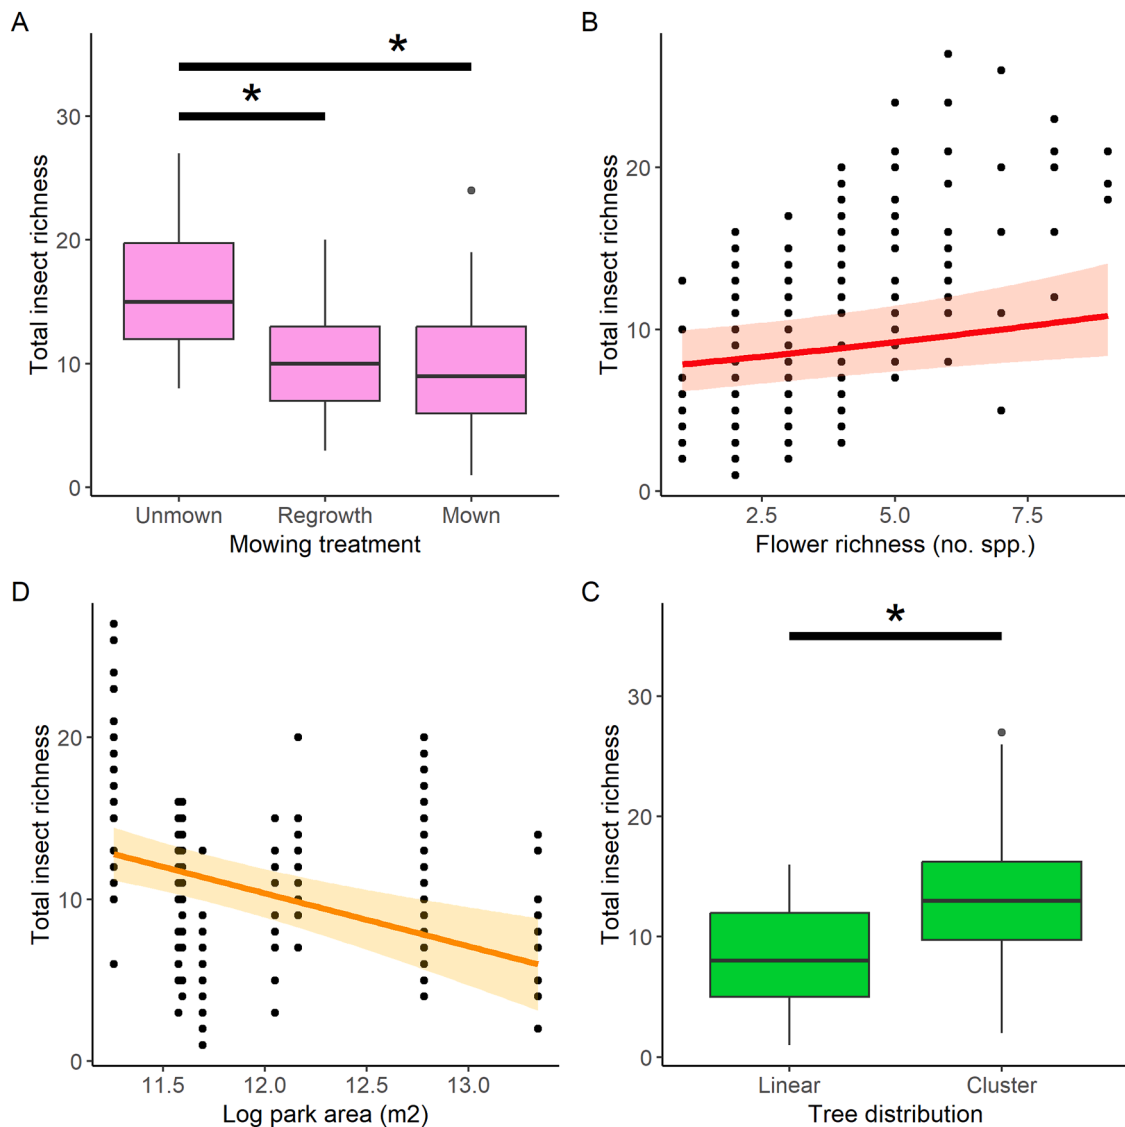 A
Total insect richness
30
20
10
0
*
*
Unmown Regrowth Mown
Mowing treatment
B
Total insect richness
20
10
0
2.5 5.0 7.5
Flower richness (no. spp.)
D
Total insect richness
20
10
0
11.5 12.0 12.5 13.0
Log park area (m2)
C
Total insect richness
30
20
10
0
*
Linear Cluster
Tree distribution